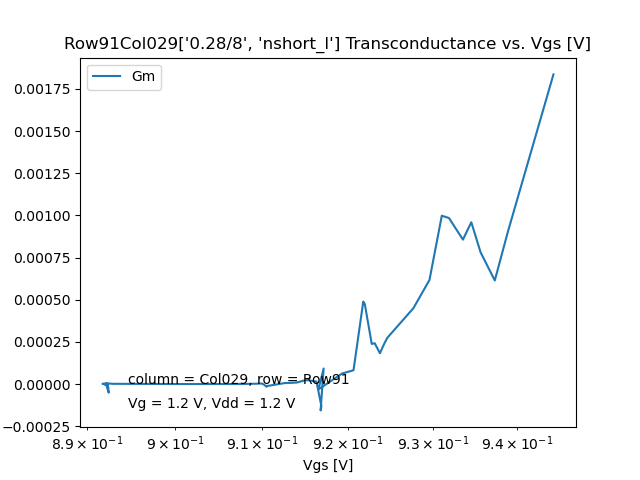 Row91Col029['0.28/8', 'nshort_l'] Transconductance vs. Vgs [V]
Gm
0.00175
0.00150
0.00125
0.00100
0.00075
0.00050
0.00025
0.00000
−0.00025
column = Col029, row = Row91
Vg = 1.2 V, Vdd = 1.2 V
8.9 × 10⁻¹ 9 × 10⁻¹ 9.1 × 10⁻¹ 9.2 × 10⁻¹ 9.3 × 10⁻¹ 9.4 × 10⁻¹
Vgs [V]